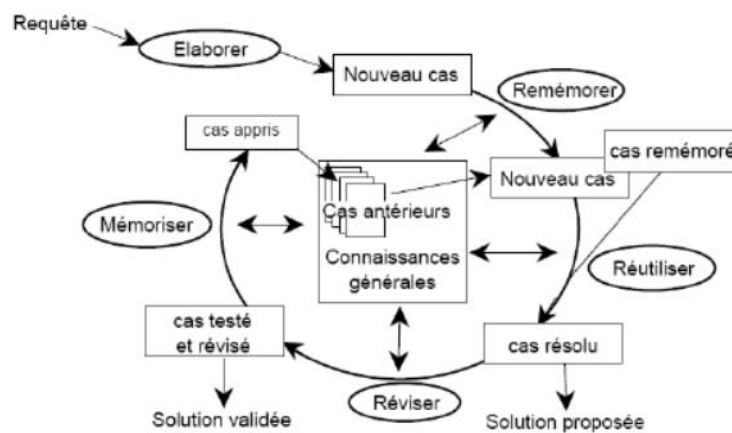 Requête
Elaborer
Nouveau cas
Remémorer
cas appris
cas remémoré
Nouveau cas
Cas antérieurs
Mémoriser
Connaissances
générales
Réutiliser
cas testé
et révisé
cas résolu
Réviser
Solution validée
Solution proposée